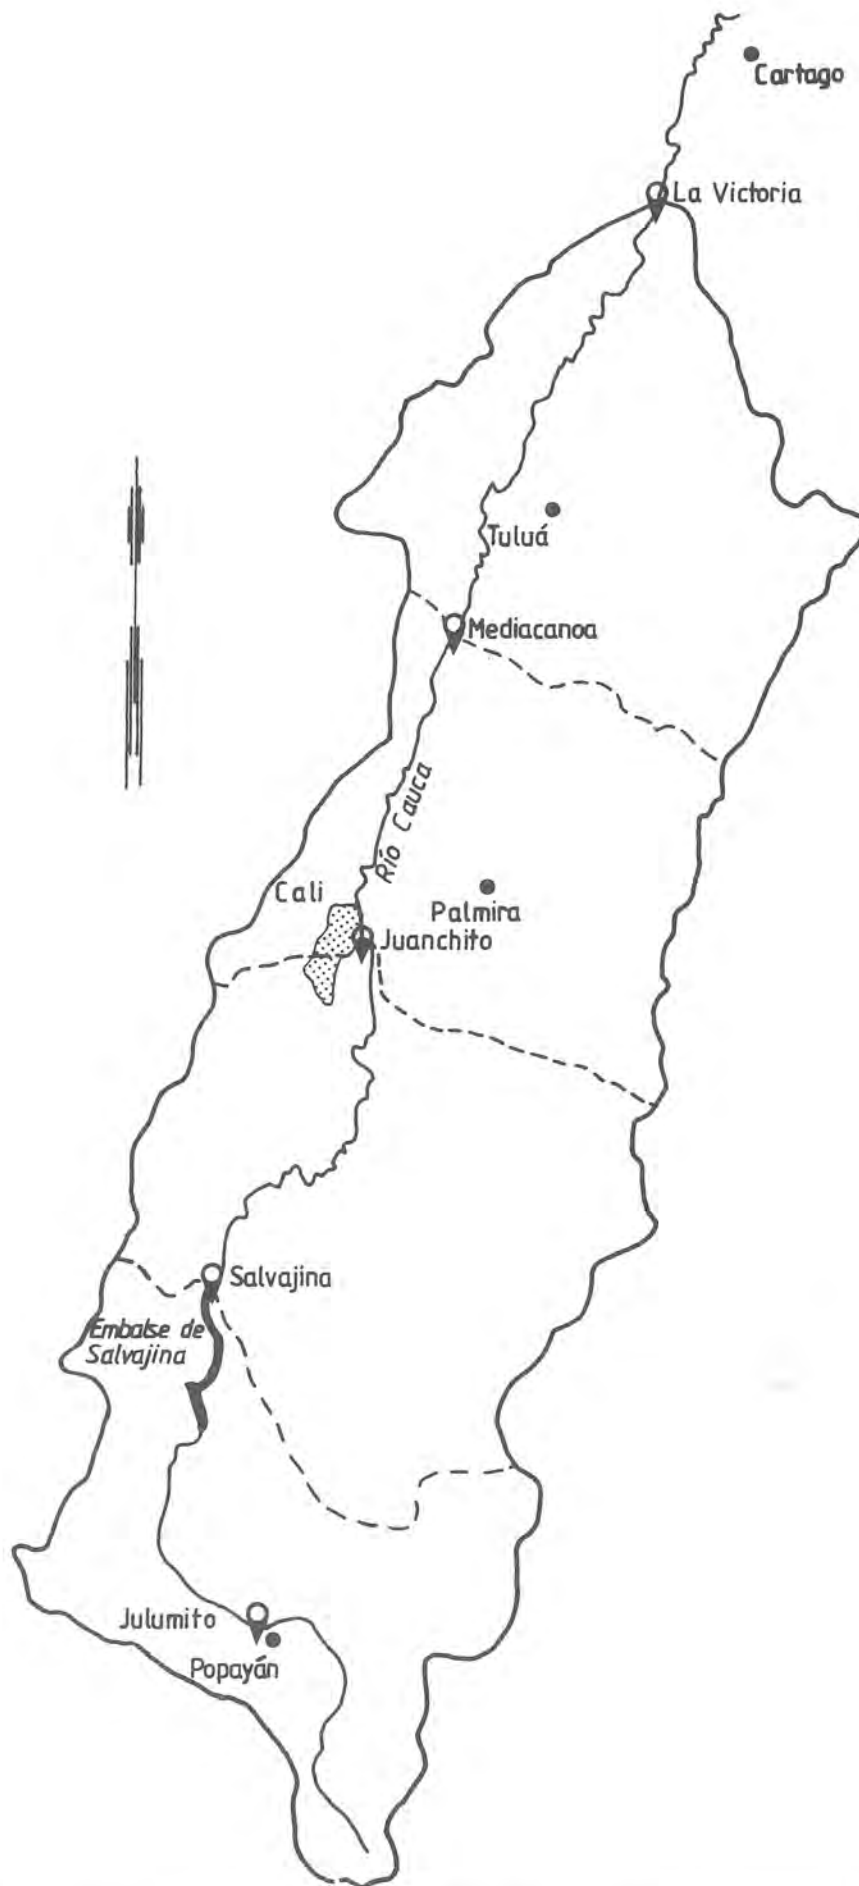 Cartago
La Victoria
Tuluá
Mediacanoa
Río Cauca
Cali
Palmira
Juanchito
Salvajina
Embalse de
Salvajina
Julumito
Popayán